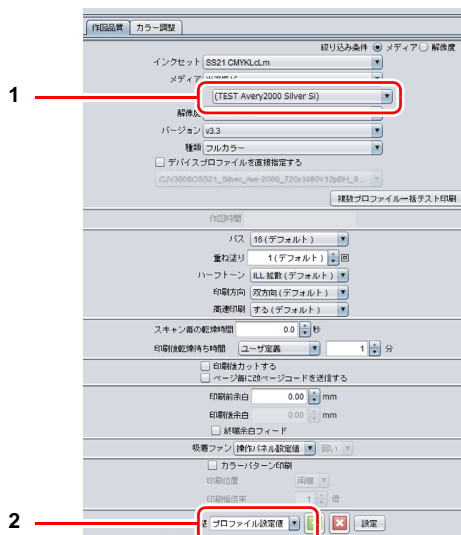 作図品質 カラー調整
絞り込み条件 メディア 解像度
インクセット SS21 CMYKLcLm
メディア
1
(TEST Avery2000 Silver Si)
解像度
バージョン v3.3
種類 フルカラー
デバイスプロファイルを直接指定する
CJV300BCSS21_Silver_Ave-2000_720x1080V12pBH_9...
複数プロファイル一括テスト印刷
作図時間
パス 16(デフォルト)
重ね塗り 1(デフォルト) 回
ハーフトーン ILL 拡散(デフォルト)
印刷方向 双方向(デフォルト)
高速印刷 する(デフォルト)
スキャン毎の乾燥時間 0.0 秒
印刷後乾燥待ち時間 ユーザ定義 1 分
印刷後カットする
ページ毎に改ページコードを送信する
印刷前余白 0.00 mm
印刷後余白 0.00 mm
終端余白フィード
吸着ファン 操作パネル設定値 弱い
カラーパターン印刷
印刷位置 両端
印刷幅倍率 1 倍
2
プロファイル設定値 設定